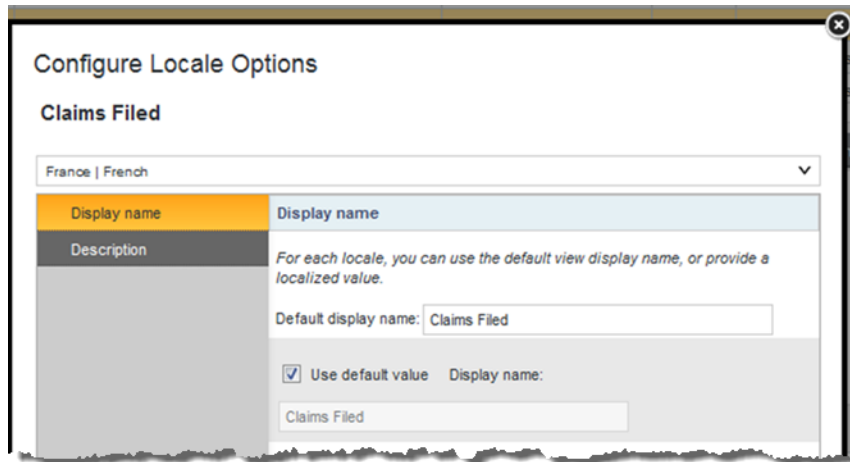 Configure Locale Options
Claims Filed
France | French
Display name
Display name
Description
For each locale, you can use the default view display name, or provide a
localized value.
Default display name: Claims Filed
Use default value Display name:
Claims Filed